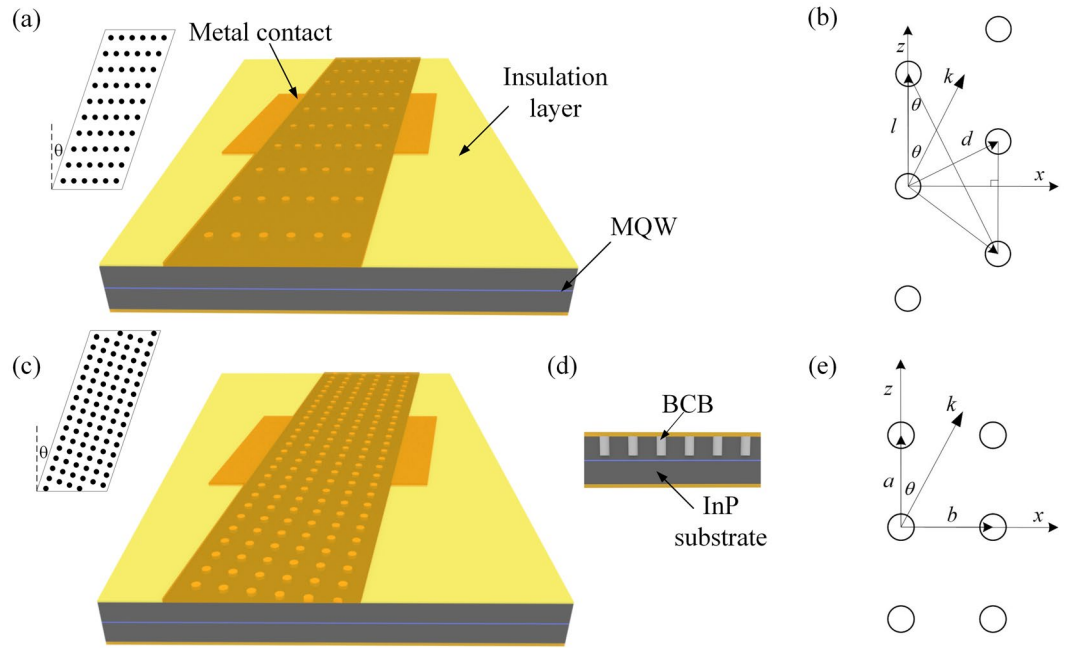 (a)
Metal contact
Insulation
layer
θ
MQW
(b)
z
k
θ
l
θ
d
x
(c)
θ
(d)
BCB
InP
substrate
(e)
z
k
a
θ
b
x